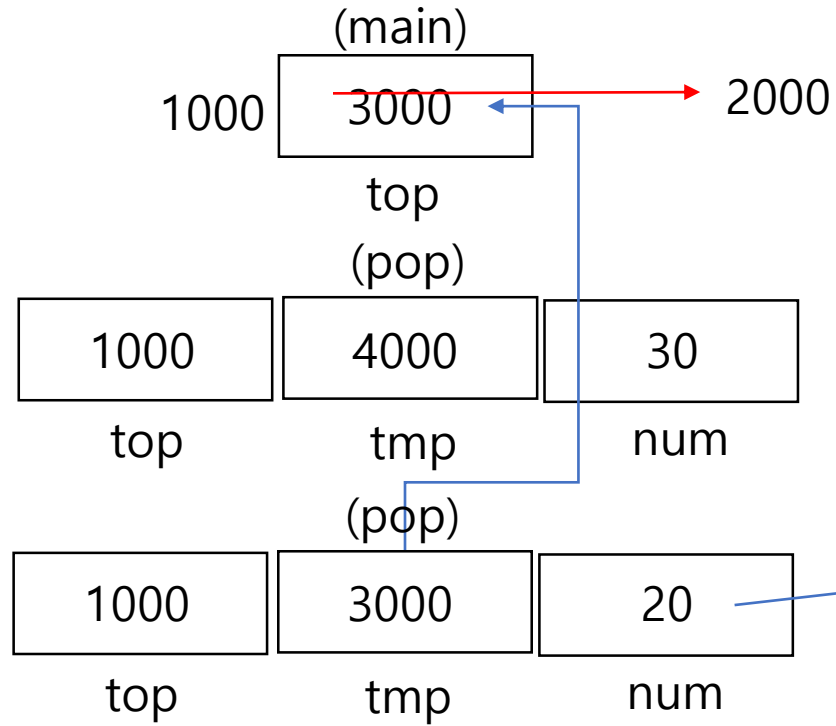 (main)
1000 3000 2000
top
(pop)
1000 4000 30
top tmp num
(pop)
1000 3000 20
top tmp num